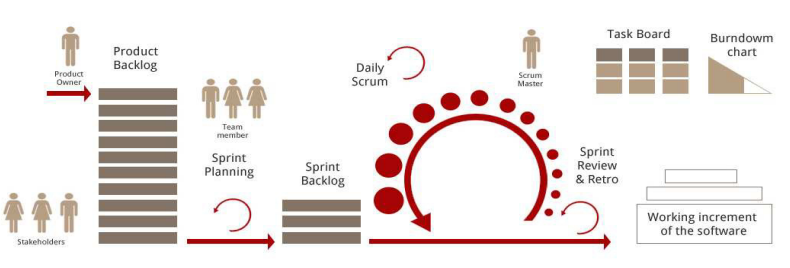 Product
Owner
Product
Backlog
Stakeholders
Team
member
Sprint
Planning
Sprint
Backlog
Daily
Scrum
Scrum
Master
Sprint
Review
& Retro
Task Board
Burndowm
chart
Working increment
of the software